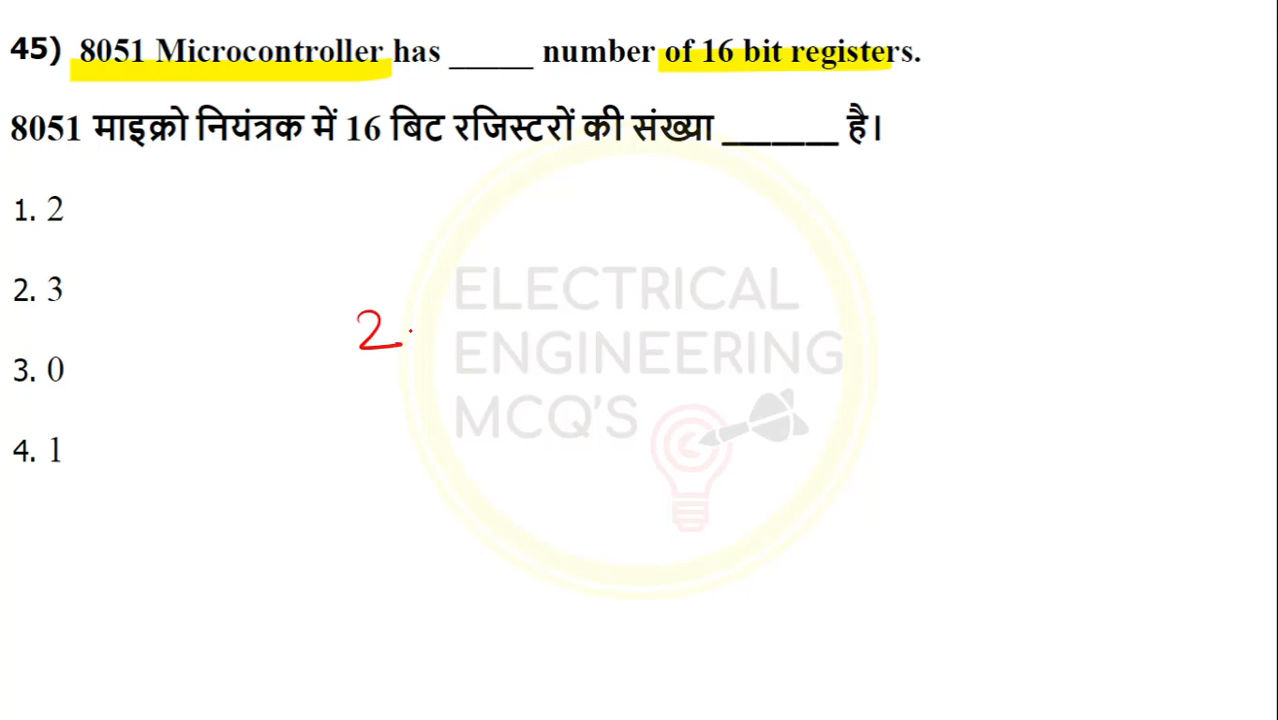 45) 8051 Microcontroller has _____ number of 16 bit registers.
8051 माइक्रो नियंत्रक में 16 बिट रजिस्टरों की संख्या ______ है।
1. 2
2. 3
3. 0
4. 1
2.
ELECTRICAL
ENGINEERING
MCQ'S